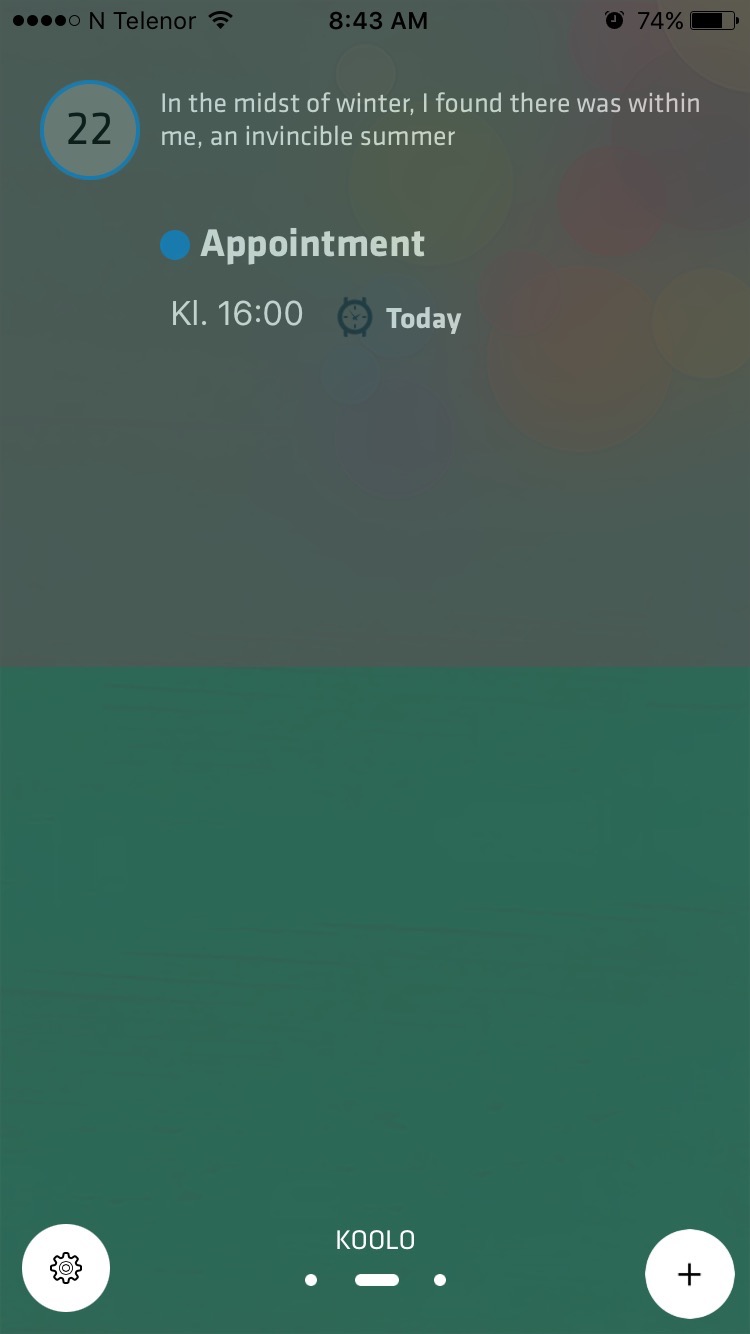 N Telenor 8:43 AM 74%
22
In the midst of winter, I found there was within
me, an invincible summer
Appointment
Kl. 16:00 Today
KOOLO